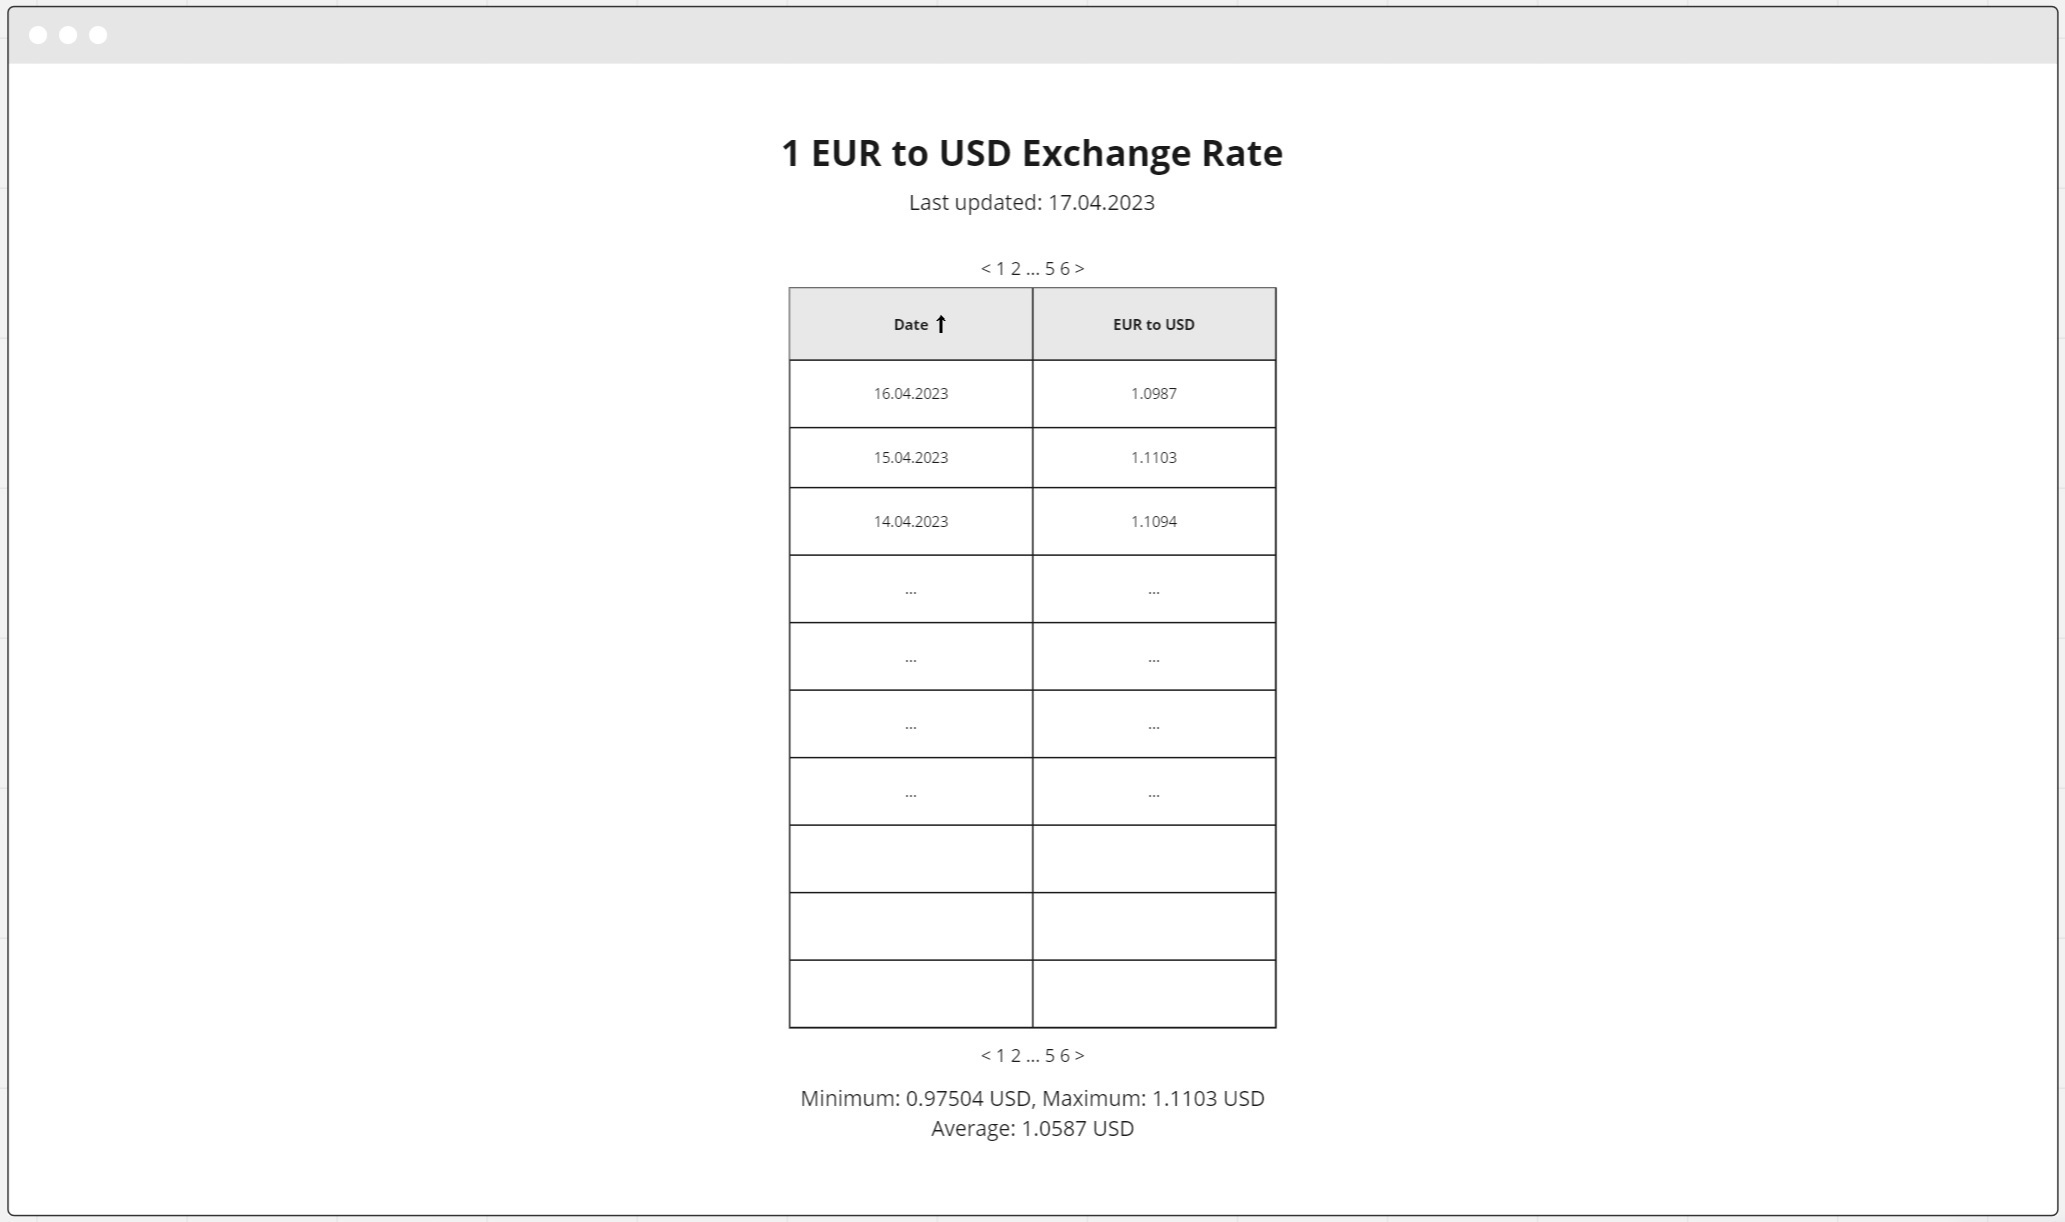 1 EUR to USD Exchange Rate
Last updated: 17.04.2023
< 1 2 ... 5 6 >
Date ↑ EUR to USD
16.04.2023 1.0987
15.04.2023 1.1103
14.04.2023 1.1094
... ...
... ...
... ...
... ...
< 1 2 ... 5 6 >
Minimum: 0.97504 USD, Maximum: 1.1103 USD
Average: 1.0587 USD